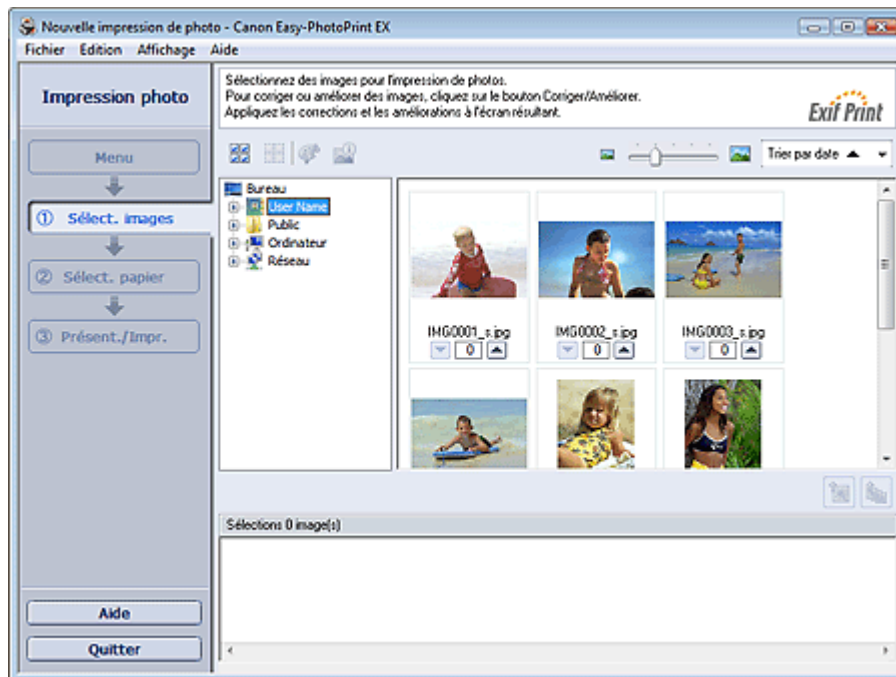 Nouvelle impression de photo - Canon Easy-PhotoPrint EX
Fichier Edition Affichage Aide
Impression photo
Menu
① Sélect. images
② Sélect. papier
③ Présent./Impr.
Aide
Quitter
Sélectionnez des images pour l'impression de photos.
Pour corriger ou améliorer des images, cliquez sur le bouton Corriger/Améliorer.
Appliquez les corrections et les améliorations à l'écran résultant.
Exif Print
Trier par date
Bureau
User Name
Public
Ordinateur
Réseau
IMG0001_s.jpg
IMG0002_s.jpg
IMG0003_s.jpg
0
0
0
Sélections 0 image(s)